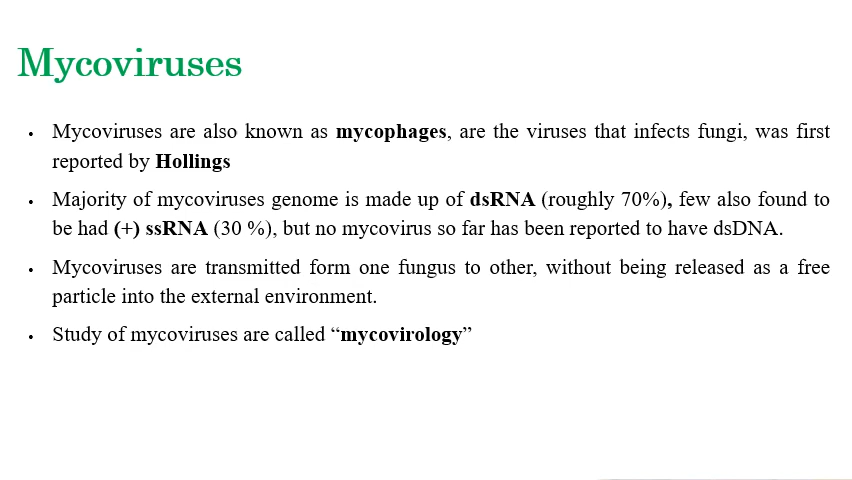 Mycoviruses
• Mycoviruses are also known as mycophages, are the viruses that infects fungi, was first
reported by Hollings
• Majority of mycoviruses genome is made up of dsRNA (roughly 70%), few also found to
be had (+) ssRNA (30 %), but no mycovirus so far has been reported to have dsDNA.
• Mycoviruses are transmitted form one fungus to other, without being released as a free
particle into the external environment.
• Study of mycoviruses are called “mycovirology”